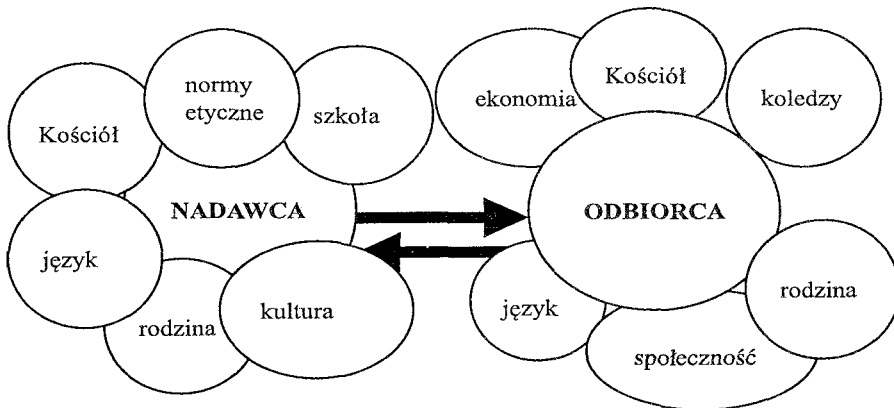 normy
etyczne
szkoła
Kościół
NADAWCA
język
rodzina
kultura
ekonomia
Kościół
koledzy
ODBIORCA
język
rodzina
społeczność